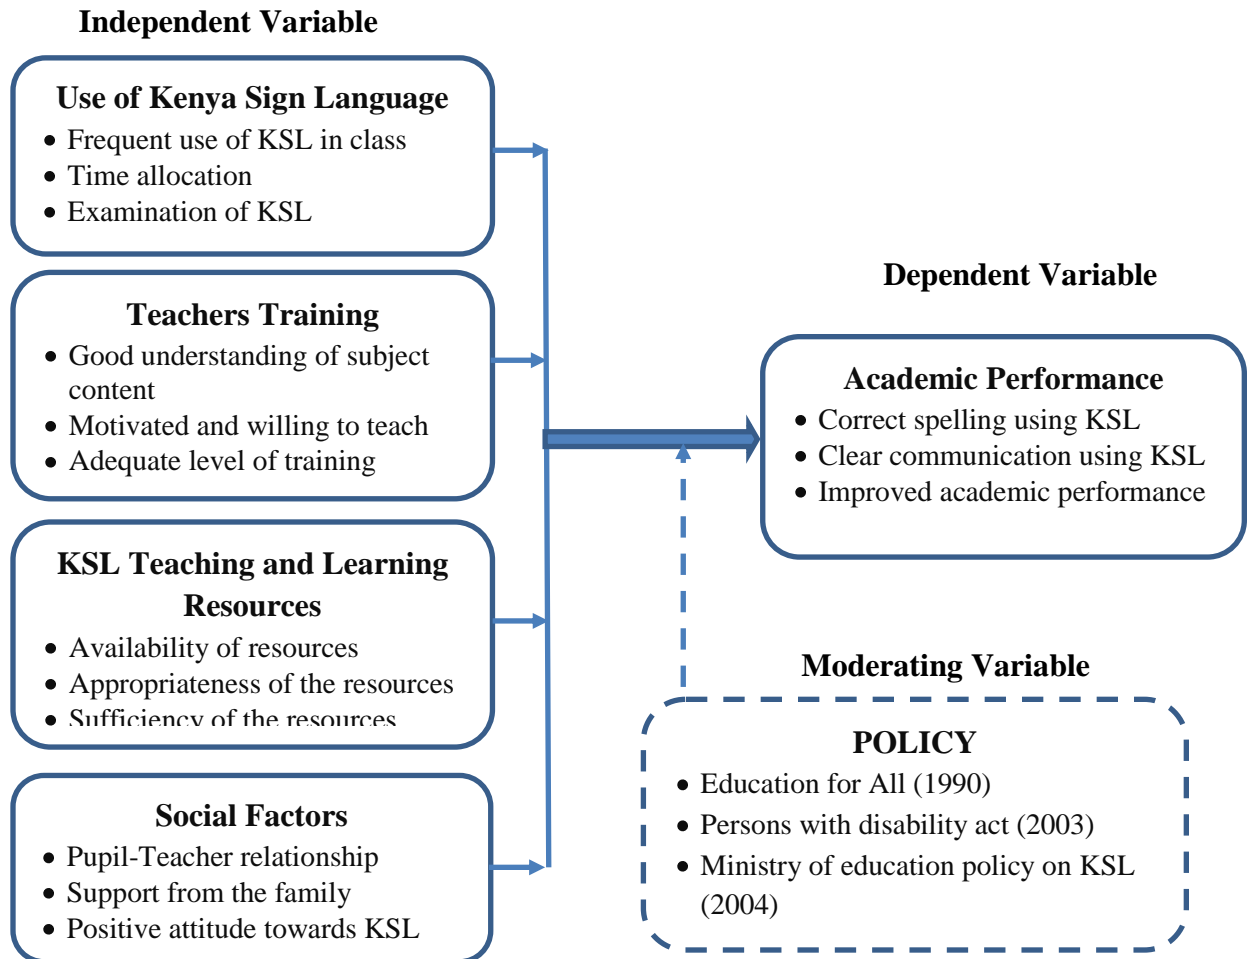 Independent Variable
Use of Kenya Sign Language
• Frequent use of KSL in class
• Time allocation
• Examination of KSL
Teachers Training
• Good understanding of subject
content
• Motivated and willing to teach
• Adequate level of training
KSL Teaching and Learning
Resources
• Availability of resources
• Appropriateness of the resources
• Sufficiency of the resources
Social Factors
• Pupil-Teacher relationship
• Support from the family
• Positive attitude towards KSL
Dependent Variable
Academic Performance
• Correct spelling using KSL
• Clear communication using KSL
• Improved academic performance
Moderating Variable
POLICY
• Education for All (1990)
• Persons with disability act (2003)
• Ministry of education policy on KSL
(2004)